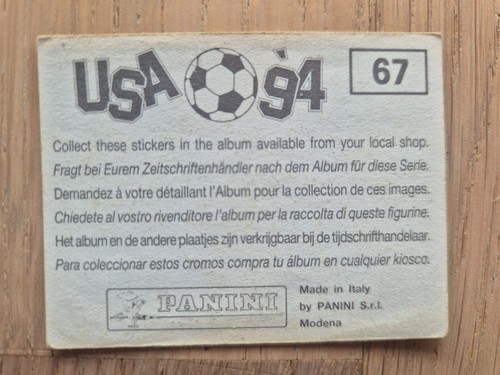 USA '94
67
Collect these stickers in the album available from your local shop.
Fragt bei Eurem Zeitschriftenhändler nach dem Album für diese Serie.
Demandez à votre détaillant l'Album pour la collection de ces images.
Chiedete al vostro rivenditore l'album per la raccolta di queste figurine.
Het album en de andere plaatjes zijn verkrijgbaar bij de tijdschrifthandelaar.
Para coleccionar estos cromos compra tu álbum en cualquier kiosco.
PANINI
Made in Italy
by PANINI S.r.l.
Modena